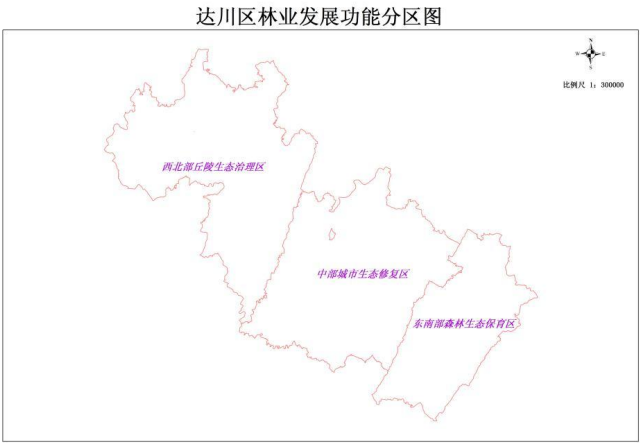 达川区林业发展功能分区图
N
W
E
S
比例尺 1：300000
西北部丘陵生态治理区
中部城市生态修复区
东南部森林生态保育区